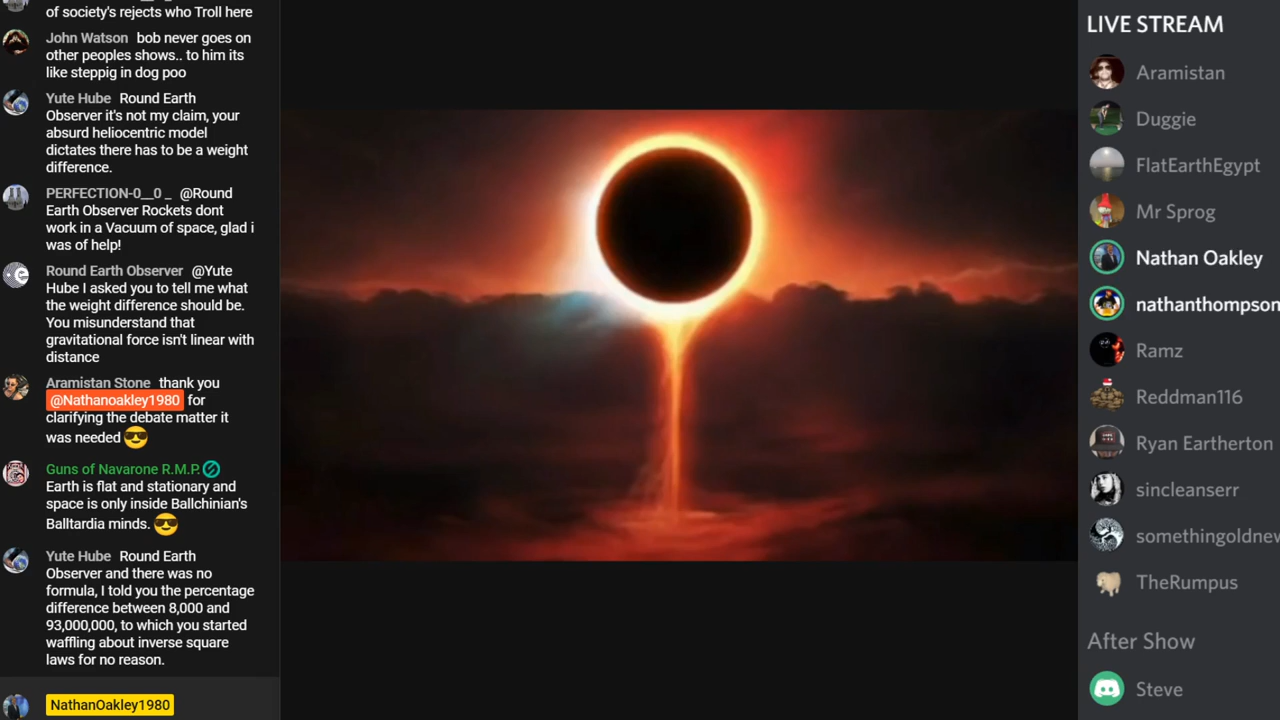 of society's rejects who Troll here
John Watson bob never goes on
other peoples shows.. to him its
like steppig in dog poo
Yute Hube Round Earth
Observer it's not my claim, your
absurd heliocentric model
dictates there has to be a weight
difference.
PERFECTION-0__0 _ @Round
Earth Observer Rockets dont
work in a Vacuum of space, glad i
was of help!
Round Earth Observer @Yute
Hube I asked you to tell me what
the weight difference should be.
You misunderstand that
gravitational force isn't linear with
distance
Aramistan Stone thank you
@Nathanoakley1980 for
clarifying the debate matter it
was needed 😎
Guns of Navarone R.M.P.
Earth is flat and stationary and
space is only inside Ballchinian's
Balltardia minds. 😎
Yute Hube Round Earth
Observer and there was no
formula, I told you the percentage
difference between 8,000 and
93,000,000, to which you started
waffling about inverse square
laws for no reason.
NathanOakley1980
LIVE STREAM
Aramistan
Duggie
FlatEarthEgypt
Mr Sprog
Nathan Oakley
nathanthompson
Ramz
Reddman116
Ryan Eartherton
sincleanserr
somethingoldnew
TheRumpus
After Show
Steve